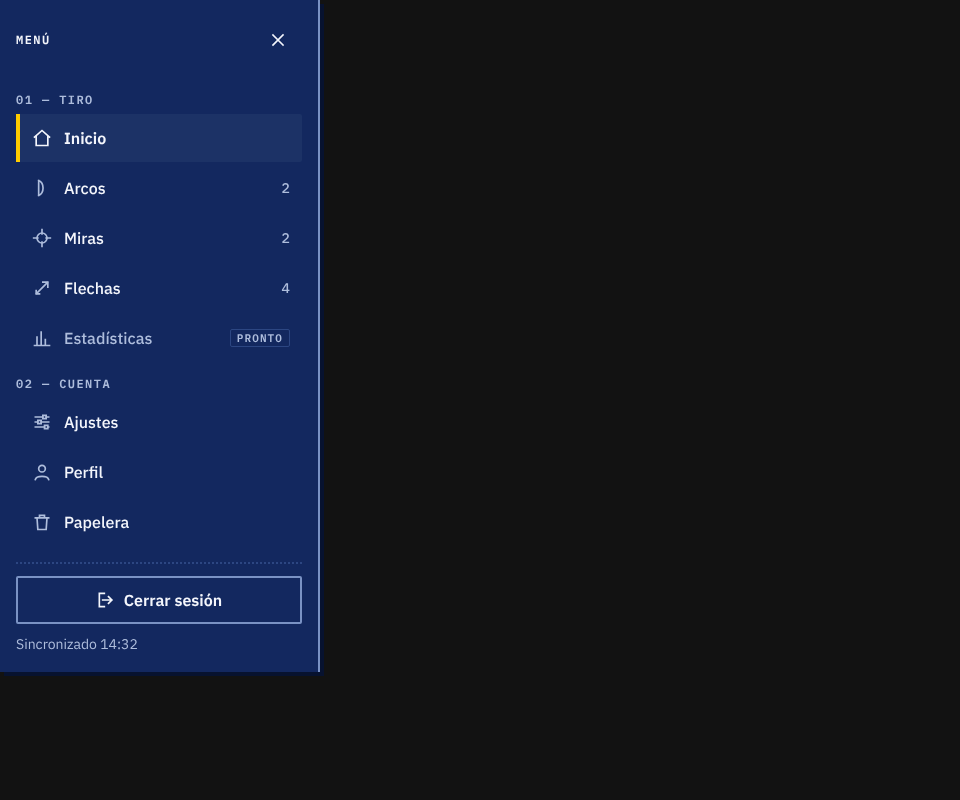 MENÚ
01 — TIRO
Inicio
Arcos 2
Miras 2
Flechas 4
Estadísticas PRONTO
02 — CUENTA
Ajustes
Perfil
Papelera
Cerrar sesión
Sincronizado 14:32